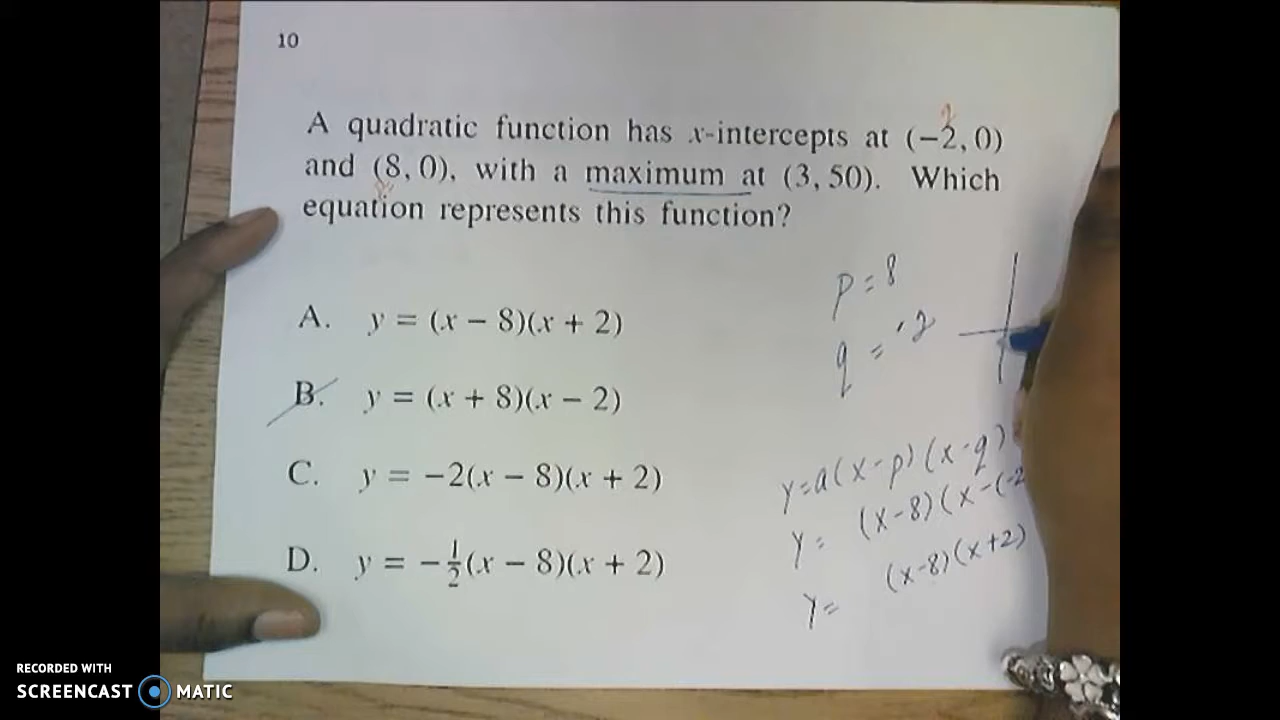 10
A quadratic function has x-intercepts at (−2, 0)
and (8, 0), with a maximum at (3, 50). Which
equation represents this function?
A. y = (x − 8)(x + 2)
B. y = (x + 8)(x − 2)
C. y = −2(x − 8)(x + 2)
D. y = −1/2(x − 8)(x + 2)
p = 8
q = -2
y=a(x-p)(x-q)
y= (x-8)(x-(-2
y= (x-8)(x+2)
RECORDED WITH
SCREENCAST MATIC